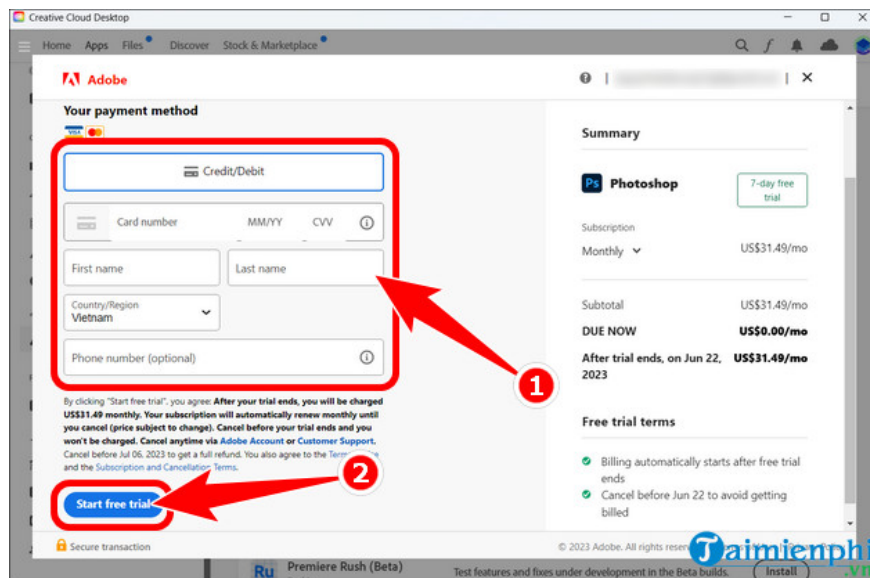 Creative Cloud Desktop
Home Apps Files Discover Stock & Marketplace
Adobe
Your payment method
VISA
Credit/Debit
Card number MM/YY CVV
First name Last name
Country/Region
Vietnam
Phone number (optional)
By clicking "Start free trial", you agree: After your trial ends, you will be charged
US$31.49 monthly. Your subscription will automatically renew monthly until
you cancel (price subject to change). Cancel before your trial ends and you
won't be charged. Cancel anytime via Adobe Account or Customer Support.
Cancel before Jul 06, 2023 to get a full refund. You also agree to the
and the Subscription and Cancellation Terms.
Start free trial
Secure transaction
1
2
Summary
Ps Photoshop
7-day free
trial
Subscription
Monthly US$31.49/mo
Subtotal US$31.49/mo
DUE NOW US$0.00/mo
After trial ends, on Jun 22, US$31.49/mo
2023
Free trial terms
Billing automatically starts after free trial
ends
Cancel before Jun 22 to avoid getting
billed
© 2023 Adobe. All rights
Taimienphi
.vn
Ru Premiere Rush (Beta)
Test features and fixes under development in the Beta builds.
Install